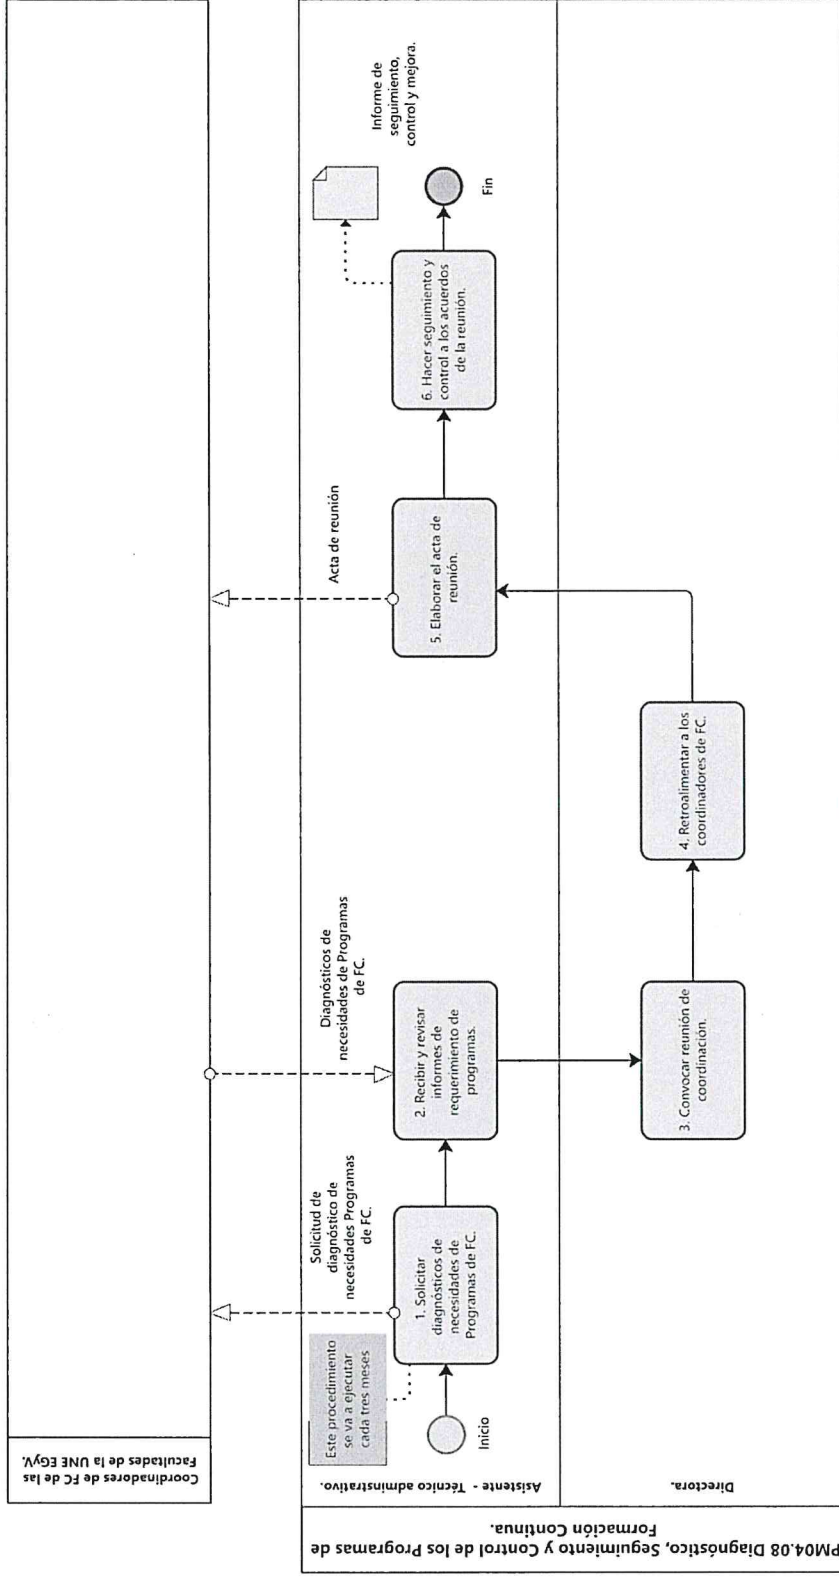 Coordinadores de FC de las
Facultades de la UNE EGyV.
PM04.08 Diagnóstico, Seguimiento y Control de los Programas de
Formación Continua.
Asistente - Técnico adminstrativo.
Directora.
Inicio
Este procedimiento
se va a ejecutar
cada tres meses
1. Solicitar
diagnósticos de
necesidades de
Programas de FC.
Solicitud de
diagnóstico de
necesidades Programas
de FC.
2. Recibir y revisar
informes de
requerimiento de
programas.
Diagnósticos de
necesidades de Programas
de FC.
3. Convocar reunión de
coordinación.
4. Retroalimentar a los
coordinadores de FC.
5. Elaborar el acta de
reunión.
Acta de reunión
6. Hacer seguimiento y
control a los acuerdos
de la reunión.
Informe de
seguimiento,
control y mejora.
Fin